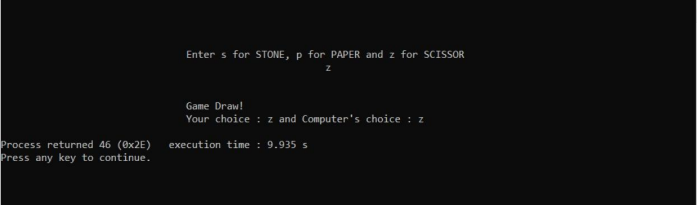 Enter s for STONE, p for PAPER and z for SCISSOR
z
Game Draw!
Your choice : z and Computer's choice : z
Process returned 46 (0x2E)   execution time : 9.935 s
Press any key to continue.